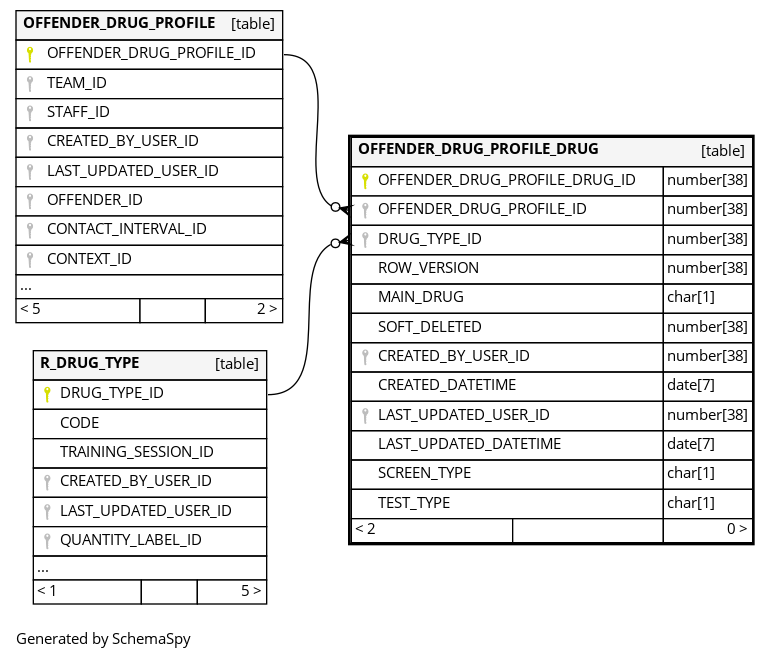 OFFENDER_DRUG_PROFILE [table]
OFFENDER_DRUG_PROFILE_ID
TEAM_ID
STAFF_ID
CREATED_BY_USER_ID
LAST_UPDATED_USER_ID
OFFENDER_ID
CONTACT_INTERVAL_ID
CONTEXT_ID
...
< 5 2 >
OFFENDER_DRUG_PROFILE_DRUG [table]
OFFENDER_DRUG_PROFILE_DRUG_ID number[38]
OFFENDER_DRUG_PROFILE_ID number[38]
DRUG_TYPE_ID number[38]
ROW_VERSION number[38]
MAIN_DRUG char[1]
SOFT_DELETED number[38]
CREATED_BY_USER_ID number[38]
CREATED_DATETIME date[7]
LAST_UPDATED_USER_ID number[38]
LAST_UPDATED_DATETIME date[7]
SCREEN_TYPE char[1]
TEST_TYPE char[1]
< 2 0 >
R_DRUG_TYPE [table]
DRUG_TYPE_ID
CODE
TRAINING_SESSION_ID
CREATED_BY_USER_ID
LAST_UPDATED_USER_ID
QUANTITY_LABEL_ID
...
< 1 5 >
Generated by SchemaSpy